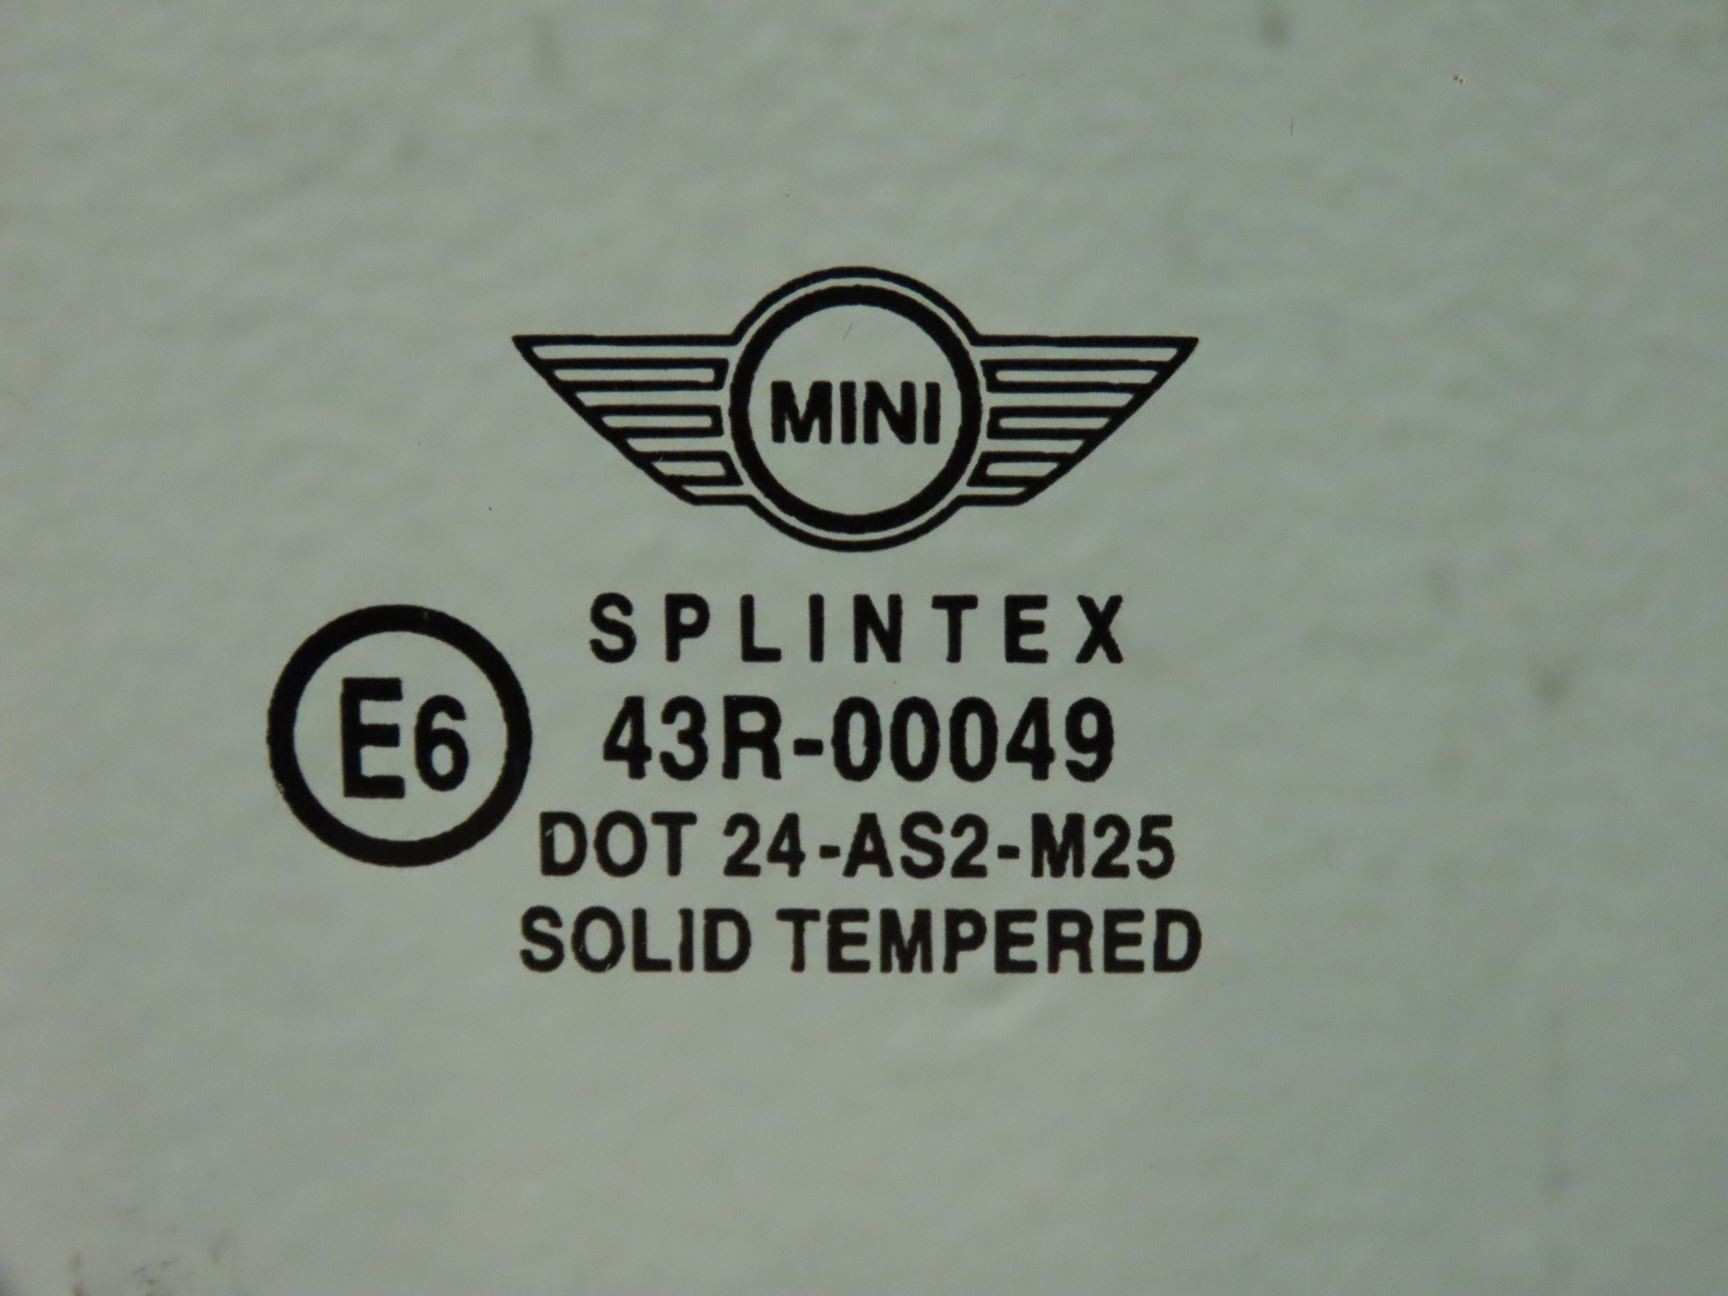 MINI
SPLINTEX
E6
43R-00049
DOT 24-AS2-M25
SOLID TEMPERED